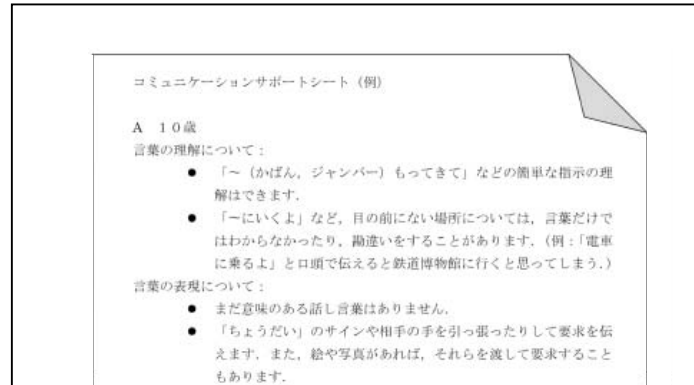 コミュニケーションサポートシート（例）
A　１０歳
言葉の理解について：
●　「～（かばん，ジャンバー）もってきて」などの簡単な指示の理
解はできます．
●　「～にいくよ」など，目の前にない場所については，言葉だけで
はわからなかったり，勘違いをすることがあります．（例：「電車
に乗るよ」と口頭で伝えると鉄道博物館に行くと思ってしまう．）
言葉の表現について：
●　まだ意味のある話し言葉はありません．
●　「ちょうだい」のサインや相手の手を引っ張ったりして要求を伝
えます．また，絵や写真があれば，それらを渡して要求すること
もあります．